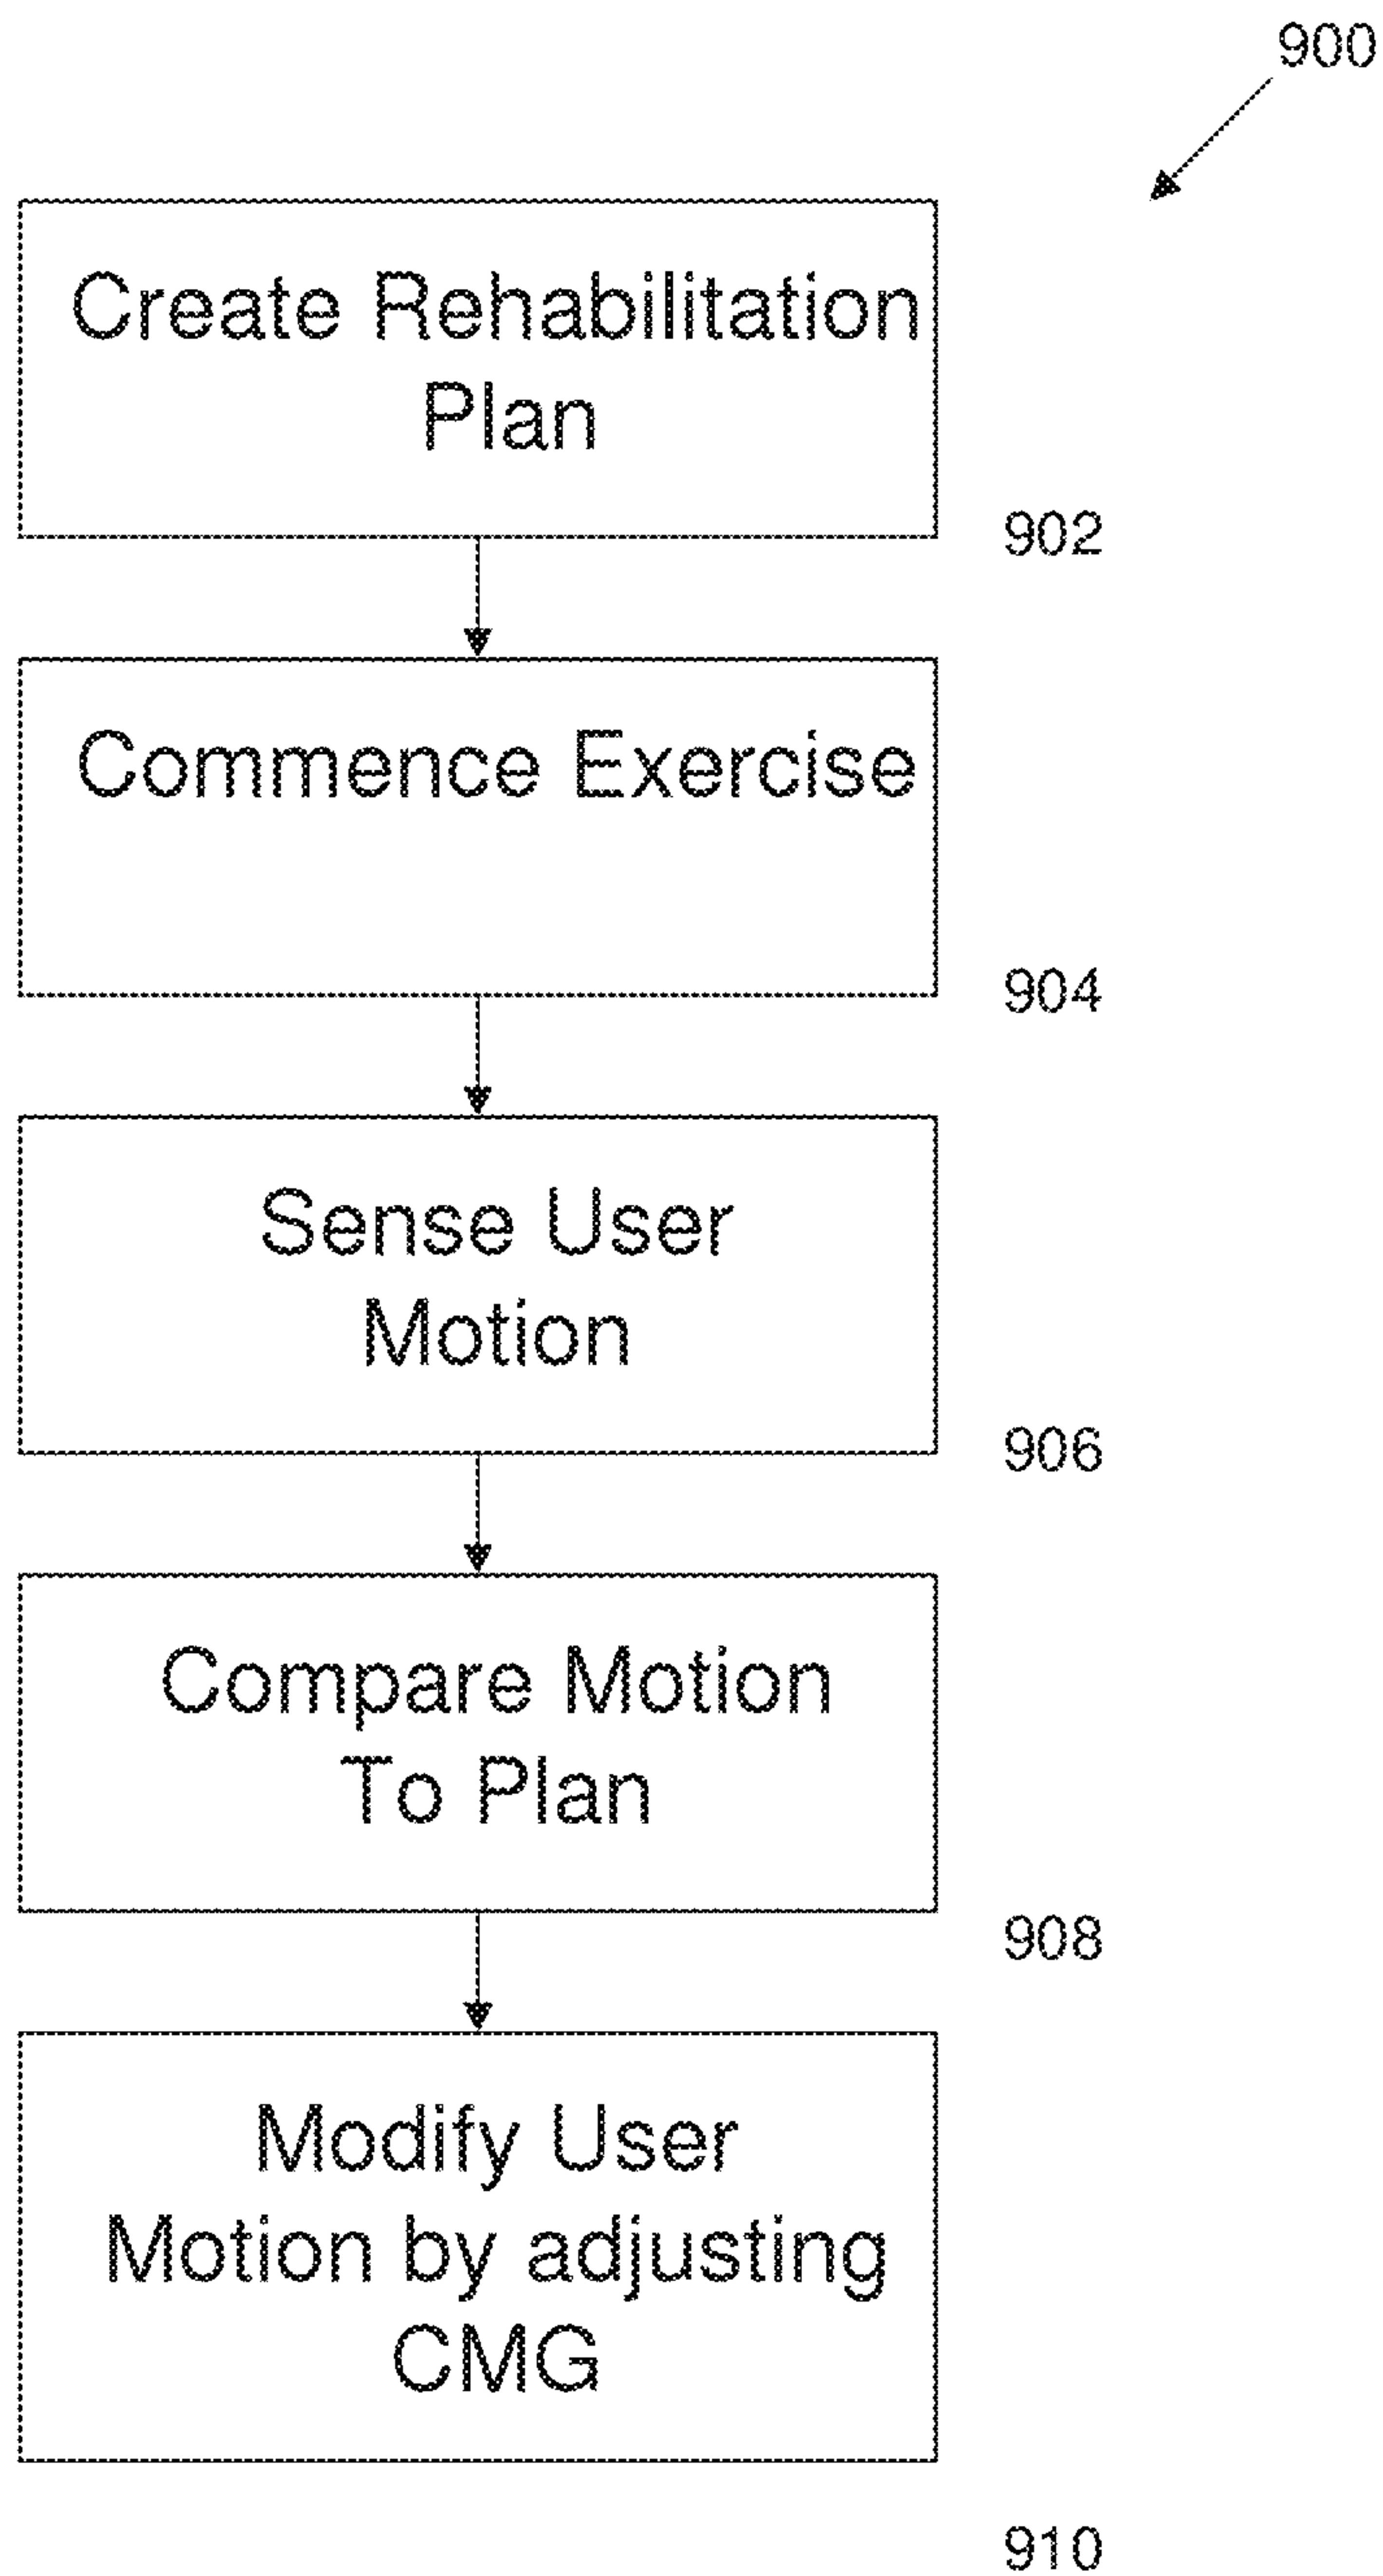 900
Create Rehabilitation
Plan
902
Commence Exercise
904
Sense User
Motion
906
Compare Motion
To Plan
908
Modify User
Motion by adjusting
CMG
910